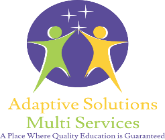 Adaptive Solutions
Multi Services
A Place Where Quality Education is Guaranteed